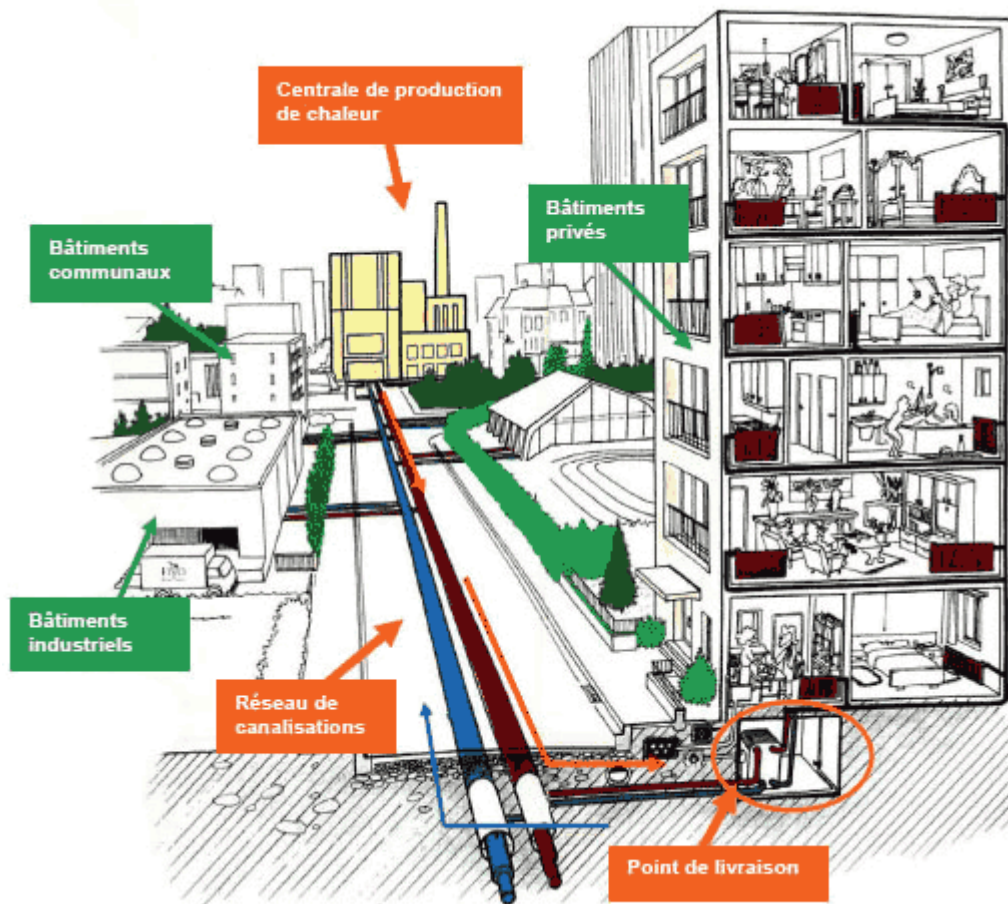 Centrale de production
de chaleur
Bâtiments
privés
Bâtiments
communaux
Bâtiments
industriels
Réseau de
canalisations
Point de livraison